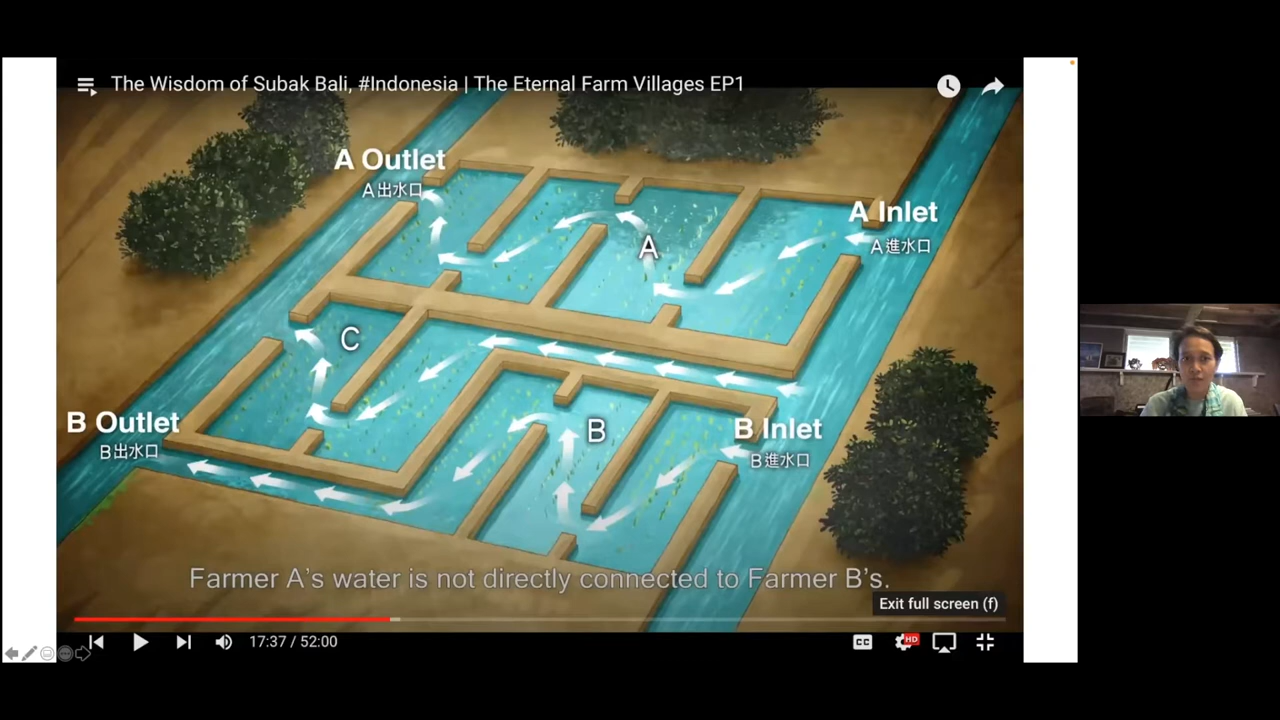 The Wisdom of Subak Bali, #Indonesia | The Eternal Farm Villages EP1
A Outlet
A出水口
A Inlet
A進水口
A
C
B Outlet
B出水口
B
B Inlet
B進水口
Farmer A's water is not directly connected to Farmer B's.
Exit full screen (f)
17:37 / 52:00
CC
HD